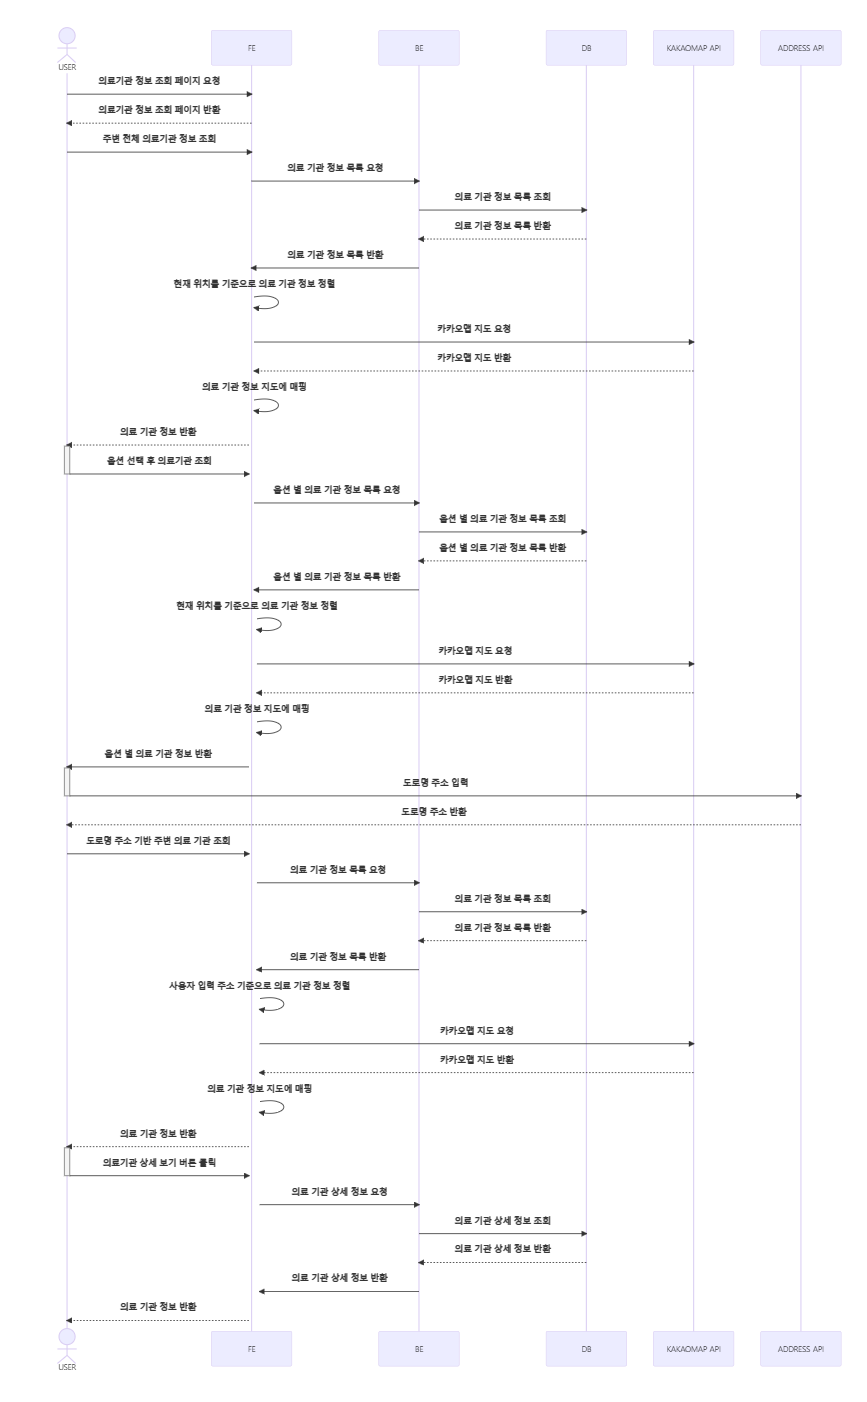 USER
FE
BE
DB
KAKAOMAP API
ADDRESS API
의료기관 정보 조회 페이지 요청
의료기관 정보 조회 페이지 반환
주변 전체 의료기관 정보 조회
의료 기관 정보 목록 요청
의료 기관 정보 목록 조회
의료 기관 정보 목록 반환
의료 기관 정보 목록 반환
현재 위치를 기준으로 의료 기관 정보 정렬
카카오맵 지도 요청
카카오맵 지도 반환
의료 기관 정보 지도에 매핑
의료 기관 정보 반환
옵션 선택 후 의료기관 조회
옵션 별 의료 기관 정보 목록 요청
옵션 별 의료 기관 정보 목록 조회
옵션 별 의료 기관 정보 목록 반환
옵션 별 의료 기관 정보 목록 반환
현재 위치를 기준으로 의료 기관 정보 정렬
카카오맵 지도 요청
카카오맵 지도 반환
의료 기관 정보 지도에 매핑
옵션 별 의료 기관 정보 반환
도로명 주소 입력
도로명 주소 반환
도로명 주소 기반 주변 의료 기관 조회
의료 기관 정보 목록 요청
의료 기관 정보 목록 조회
의료 기관 정보 목록 반환
의료 기관 정보 목록 반환
사용자 입력 주소 기준으로 의료 기관 정보 정렬
카카오맵 지도 요청
카카오맵 지도 반환
의료 기관 정보 지도에 매핑
의료 기관 정보 반환
의료기관 상세 보기 버튼 클릭
의료 기관 상세 정보 요청
의료 기관 상세 정보 조회
의료 기관 상세 정보 반환
의료 기관 상세 정보 반환
의료 기관 정보 반환
USER
FE
BE
DB
KAKAOMAP API
ADDRESS API